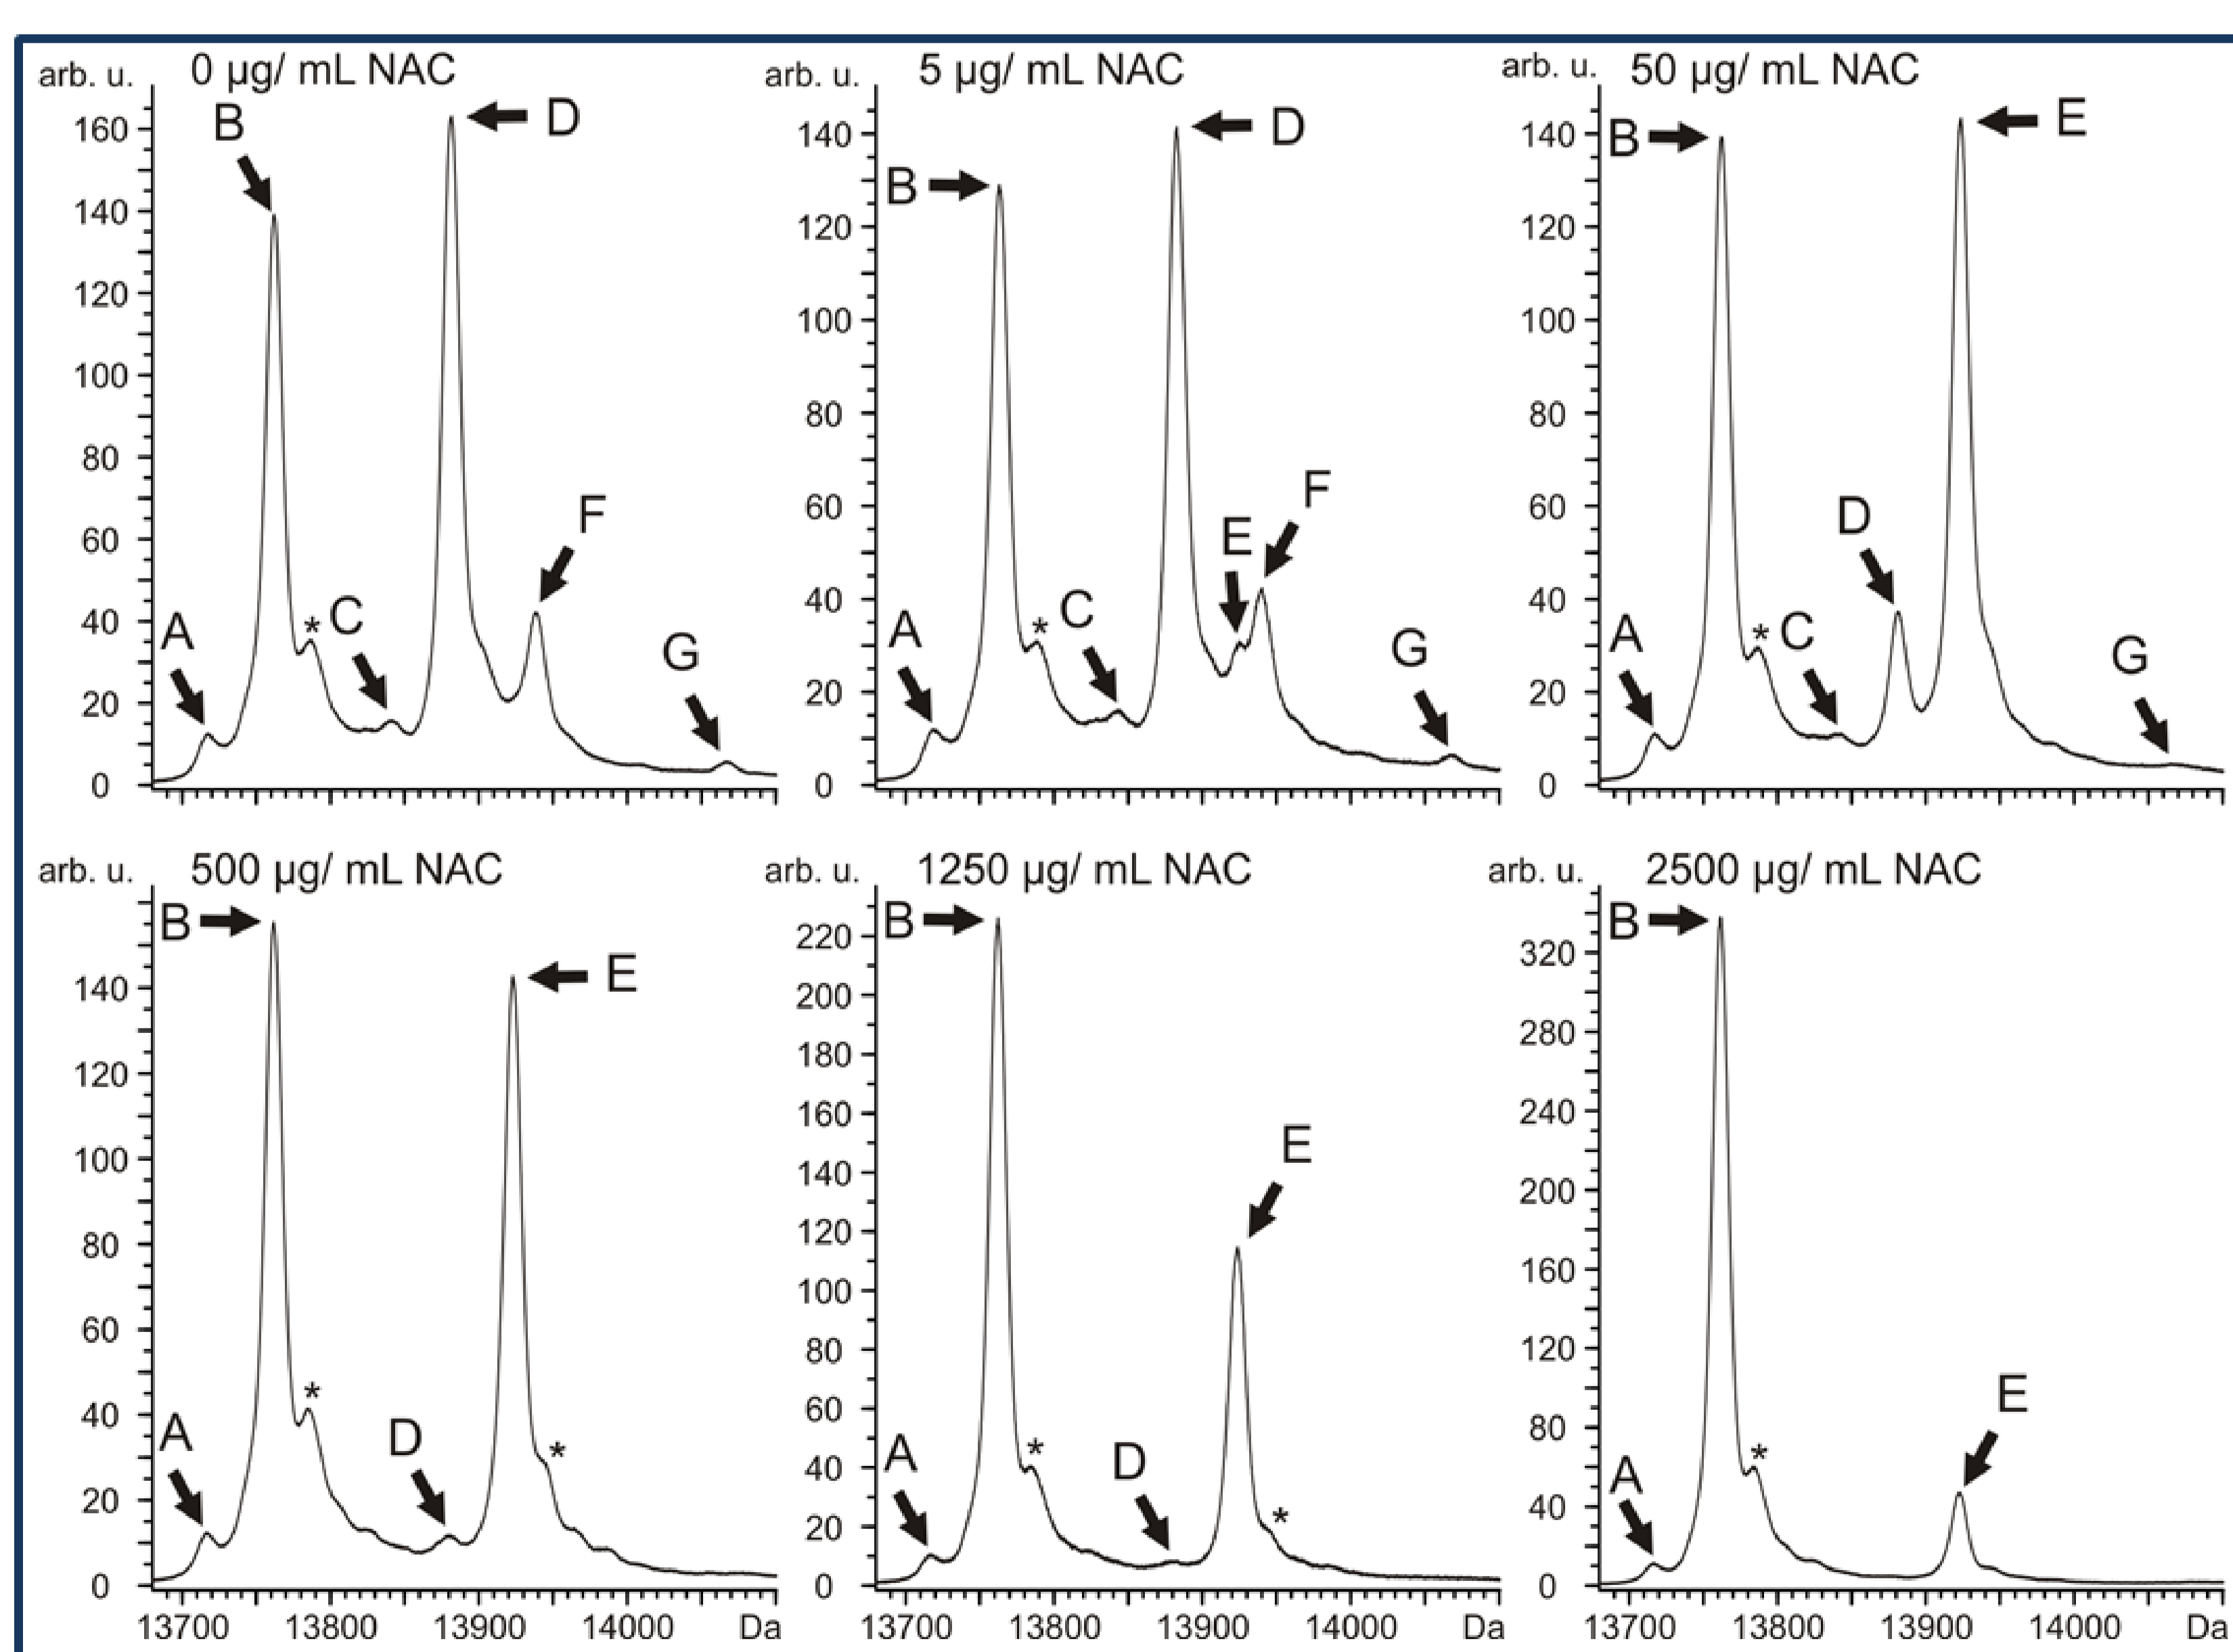 arb. u. 0 µg/ mL NAC
B
D
160
140
120
100
80
60
40
20
0
A
*
C
F
G
arb. u. 5 µg/ mL NAC
D
B
140
120
100
80
60
40
20
0
A
*
C
E
F
G
arb. u. 50 µg/ mL NAC
B
E
140
120
100
80
60
40
20
0
A
*
C
D
G
arb. u. 500 µg/ mL NAC
B
E
140
120
100
80
60
40
20
0
A
*
D
*
13700 13800 13900 14000 Da
arb. u. 1250 µg/ mL NAC
B
220
200
180
160
140
120
100
80
60
40
20
0
E
A
*
D
*
13700 13800 13900 14000 Da
arb. u. 2500 µg/ mL NAC
B
320
280
240
200
160
120
80
40
0
A
*
E
13700 13800 13900 14000 Da